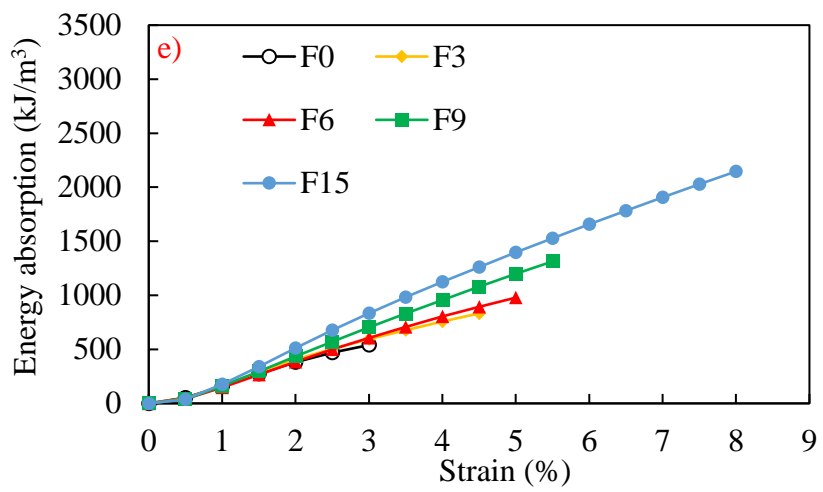 e)
F0
F3
F6
F9
F15
Energy absorption (kJ/m³)
3500
3000
2500
2000
1500
1000
500
0
0 1 2 3 4 5 6 7 8 9
Strain (%)